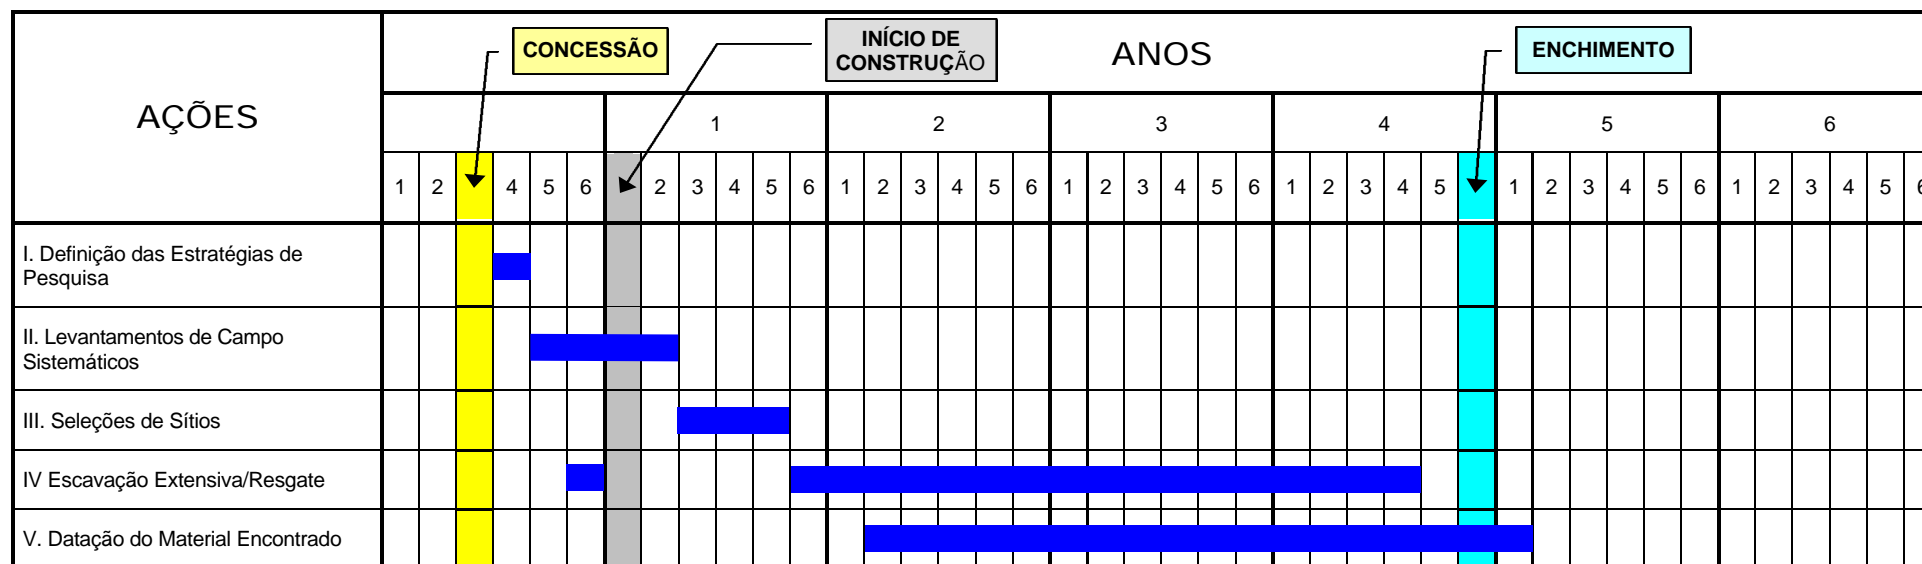 AÇÕES
CONCESSÃO
INÍCIO DE
CONSTRUÇÃO
ANOS
ENCHIMENTO
1 2 3 4 5 6
1 2 4 5 6 2 3 4 5 6 1 2 3 4 5 6 1 2 3 4 5 6 1 2 3 4 5 1 2 3 4 5 6 1 2 3 4 5 6
I. Definição das Estratégias de
Pesquisa
II. Levantamentos de Campo
Sistemáticos
III. Seleções de Sítios
IV Escavação Extensiva/Resgate
V. Datação do Material Encontrado